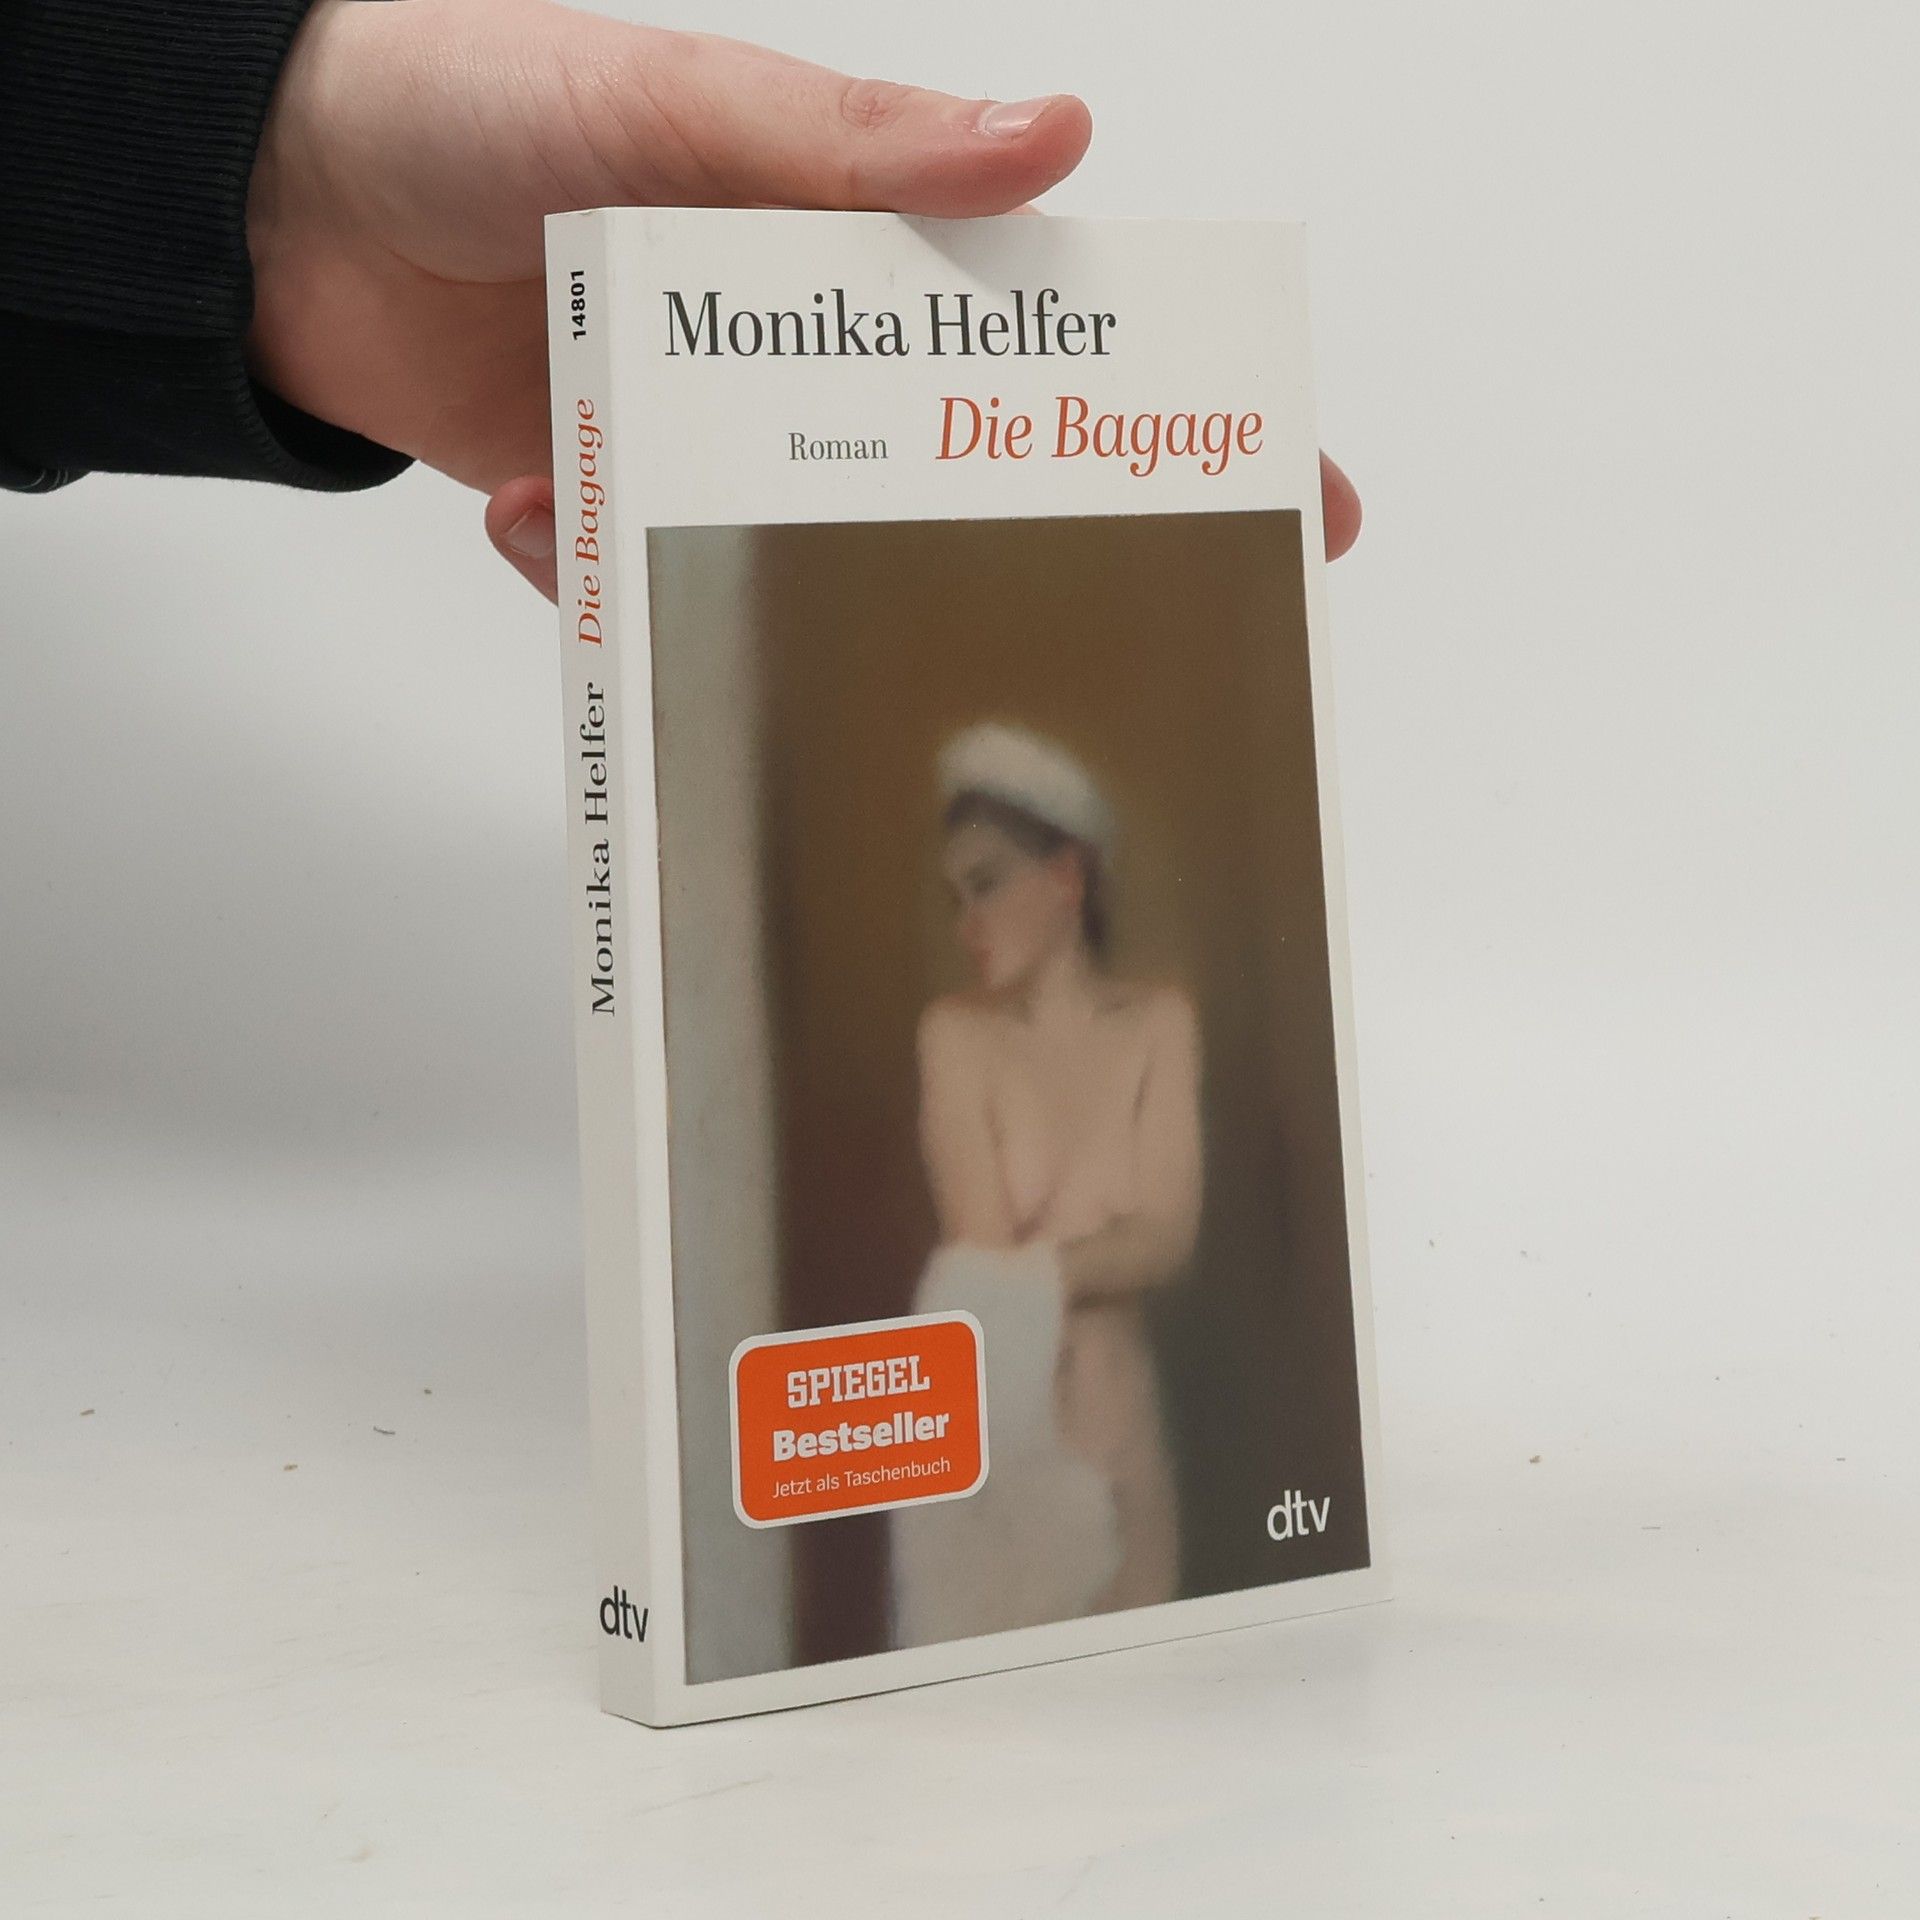 Monika Helfer
Roman Die Bagage
SPIEGEL
Bestseller
Jetzt als Taschenbuch
dtv
14801
Monika Helfer Die Bagage
dtv